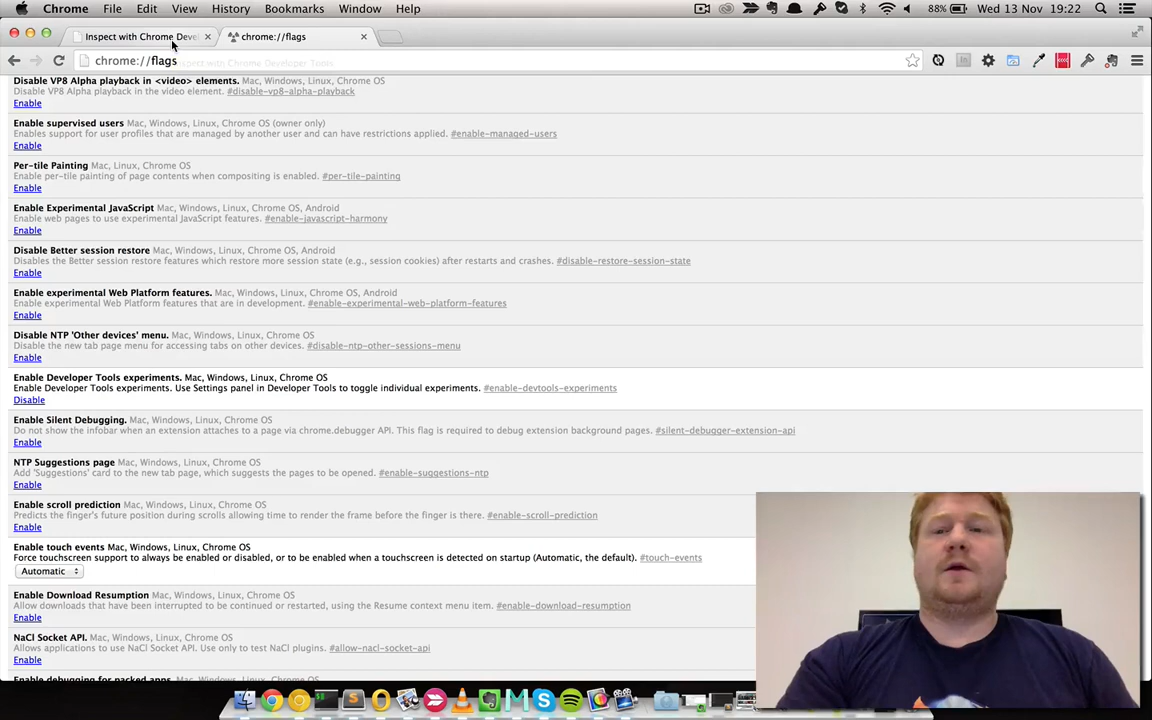 Chrome File Edit View History Bookmarks Window Help 88% Wed 13 Nov 19:22
Inspect with Chrome Deve
chrome://flags
chrome://flags
Inspect with Chrome Developer Tools
Disable VP8 Alpha playback in <video> elements. Mac, Windows, Linux, Chrome OS
Disable VP8 Alpha playback in the video element. #disable-vp8-alpha-playback
Enable
Enable supervised users Mac, Windows, Linux, Chrome OS (owner only)
Enables support for user profiles that are managed by another user and can have restrictions applied. #enable-managed-users
Enable
Per-tile Painting Mac, Linux, Chrome OS
Enable per-tile painting of page contents when compositing is enabled. #per-tile-painting
Enable
Enable Experimental JavaScript Mac, Windows, Linux, Chrome OS, Android
Enable web pages to use experimental JavaScript features. #enable-javascript-harmony
Enable
Disable Better session restore Mac, Windows, Linux, Chrome OS, Android
Disables the Better session restore features which restore more session state (e.g., session cookies) after restarts and crashes. #disable-restore-session-state
Enable
Enable experimental Web Platform features. Mac, Windows, Linux, Chrome OS, Android
Enable experimental Web Platform features that are in development. #enable-experimental-web-platform-features
Enable
Disable NTP 'Other devices' menu. Mac, Windows, Linux, Chrome OS
Disable the new tab page menu for accessing tabs on other devices. #disable-ntp-other-sessions-menu
Enable
Enable Developer Tools experiments. Mac, Windows, Linux, Chrome OS
Enable Developer Tools experiments. Use Settings panel in Developer Tools to toggle individual experiments. #enable-devtools-experiments
Disable
Enable Silent Debugging. Mac, Windows, Linux, Chrome OS
Do not show the infobar when an extension attaches to a page via chrome.debugger API. This flag is required to debug extension background pages. #silent-debugger-extension-api
Enable
NTP Suggestions page Mac, Windows, Linux, Chrome OS
Add 'Suggestions' card to the new tab page, which suggests the pages to be opened. #enable-suggestions-ntp
Enable
Enable scroll prediction Mac, Windows, Linux, Chrome OS
Predicts the finger's future position during scrolls allowing time to render the frame before the finger is there. #enable-scroll-prediction
Enable
Enable touch events Mac, Windows, Linux, Chrome OS
Force touchscreen support to always be enabled or disabled, or to be enabled when a touchscreen is detected on startup (Automatic, the default). #touch-events
Automatic
Enable Download Resumption Mac, Windows, Linux, Chrome OS
Allow downloads that have been interrupted to be continued or restarted, using the Resume context menu item. #enable-download-resumption
Enable
NaCl Socket API. Mac, Windows, Linux, Chrome OS
Allows applications to use NaCl Socket API. Use only to test NaCl plugins. #allow-nacl-socket-api
Enable
Enable debugging for packed apps Mac, Windows, Linux, Chrome OS